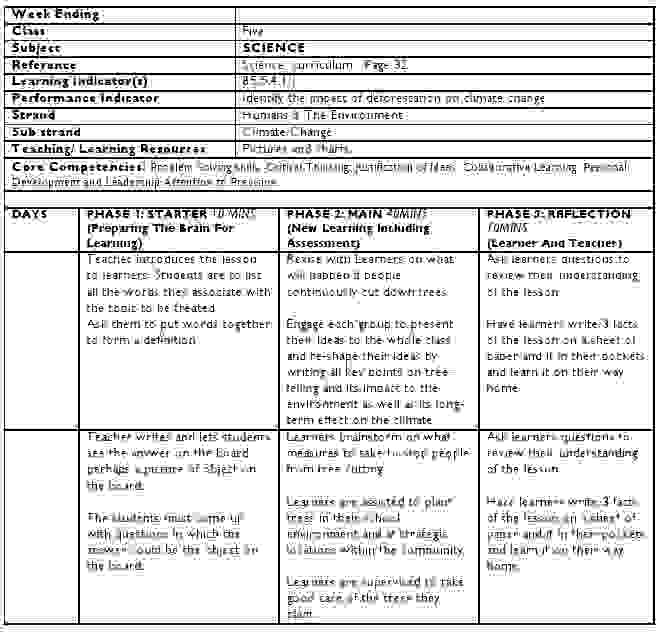 Week Ending
Class Five
Subject SCIENCE
Reference Science curriculum Page 32
Learning Indicator(s) B5.5.4.1.1
Performance Indicator Identify the impact of deforestation on climate change
Strand Humans & The Environment
Sub strand Climate Change
Teaching/ Learning Resources Pictures and charts,
Core Competencies: Problem Solving skills, Critical Thinking; Justification of Ideas; Collaborative Learning; Personal
Development and Leadership Attention to Precision
DAYS
PHASE 1: STARTER 10 MINS
(Preparing The Brain For
Learning)
PHASE 2: MAIN 40MINS
(New Learning Including
Assessment)
PHASE 3: REFLECTION
10MINS
(Learner And Teacher)
Teacher introduces the lesson
to learners. Students are to list
all the words they associate with
the topic to be treated
Ask them to put words together
to form a definition
Revise with Learners on what
will happen if people
continuously cut down trees.
Engage each group to present
their ideas to the whole class
and re-shape their ideas by
writing all key points on tree
felling and its impact to the
environment as well as its long-
term effect on the climate
Ask learners questions to
review their understanding
of the lesson
Have learners write 3 facts
of the lesson on a sheet of
paper and it in their pockets
and learn it on their way
home.
Teacher writes and lets students
see the answer on the board
perhaps a picture of object on
the board.
The students must come up
with questions in which the
answer could be the object on
the board.
Learners brainstorm on what
measures to take to stop people
from tree cutting
Learners are assisted to plant
trees in their school
environment and at strategic
locations within the community.
Learners are supervised to take
good care of the trees they
plant.
Ask learners questions to
review their understanding
of the lesson
Have learners write 3 facts
of the lesson on a sheet of
paper and it in their pockets
and learn it on their way
home.